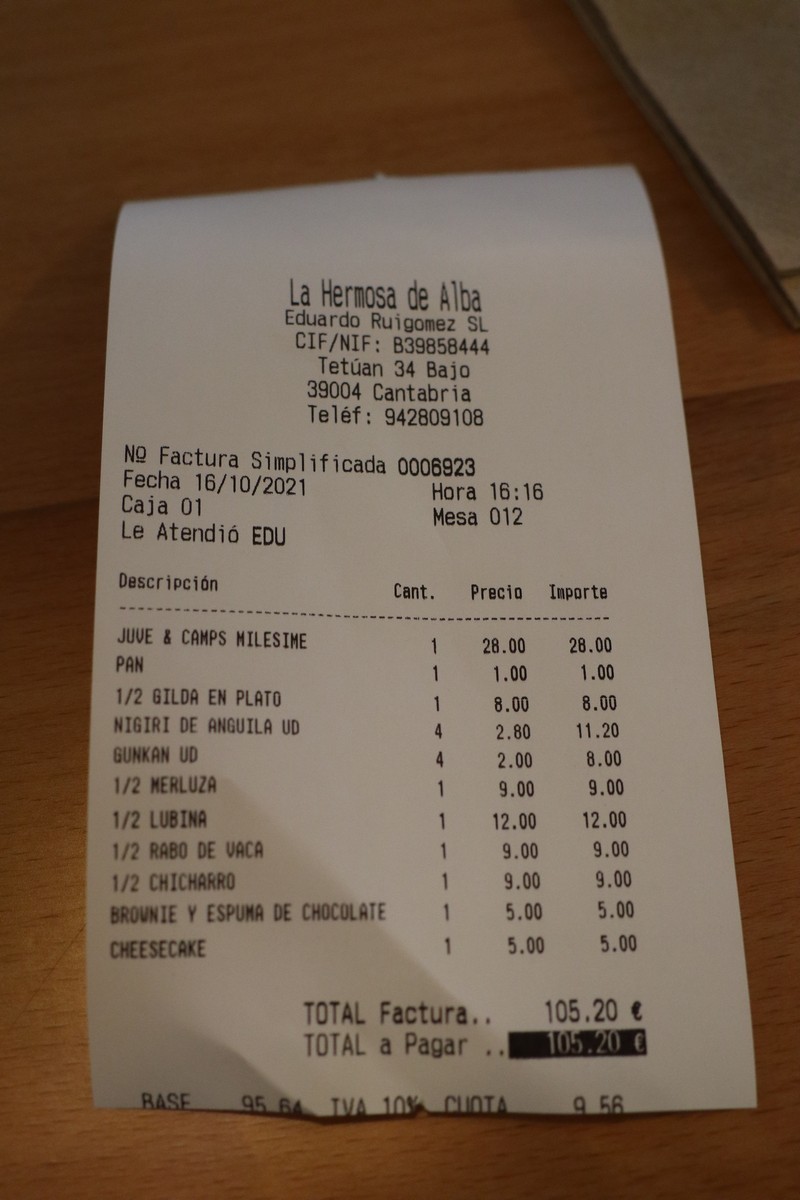 La Hermosa de Alba
Eduardo Ruigomez SL
CIF/NIF: B39858444
Tetúan 34 Bajo
39004 Cantabria
Teléf: 942809108
Nº Factura Simplificada 0006923
Fecha 16/10/2021 Hora 16:16
Caja 01 Mesa 012
Le Atendió EDU
Descripción Cant. Precio Importe
JUVE & CAMPS MILESIME 1 28.00 28.00
PAN 1 1.00 1.00
1/2 GILDA EN PLATO 1 8.00 8.00
NIGIRI DE ANGUILA UD 4 2.80 11.20
GUNKAN UD 4 2.00 8.00
1/2 MERLUZA 1 9.00 9.00
1/2 LUBINA 1 12.00 12.00
1/2 RABO DE VACA 1 9.00 9.00
1/2 CHICHARRO 1 9.00 9.00
BROWNIE Y ESPUMA DE CHOCOLATE 1 5.00 5.00
CHEESECAKE 1 5.00 5.00
TOTAL Factura.. 105.20 €
TOTAL a Pagar .. 105.20 €
BASE 95.64 IVA 10% CUOTA 9.56